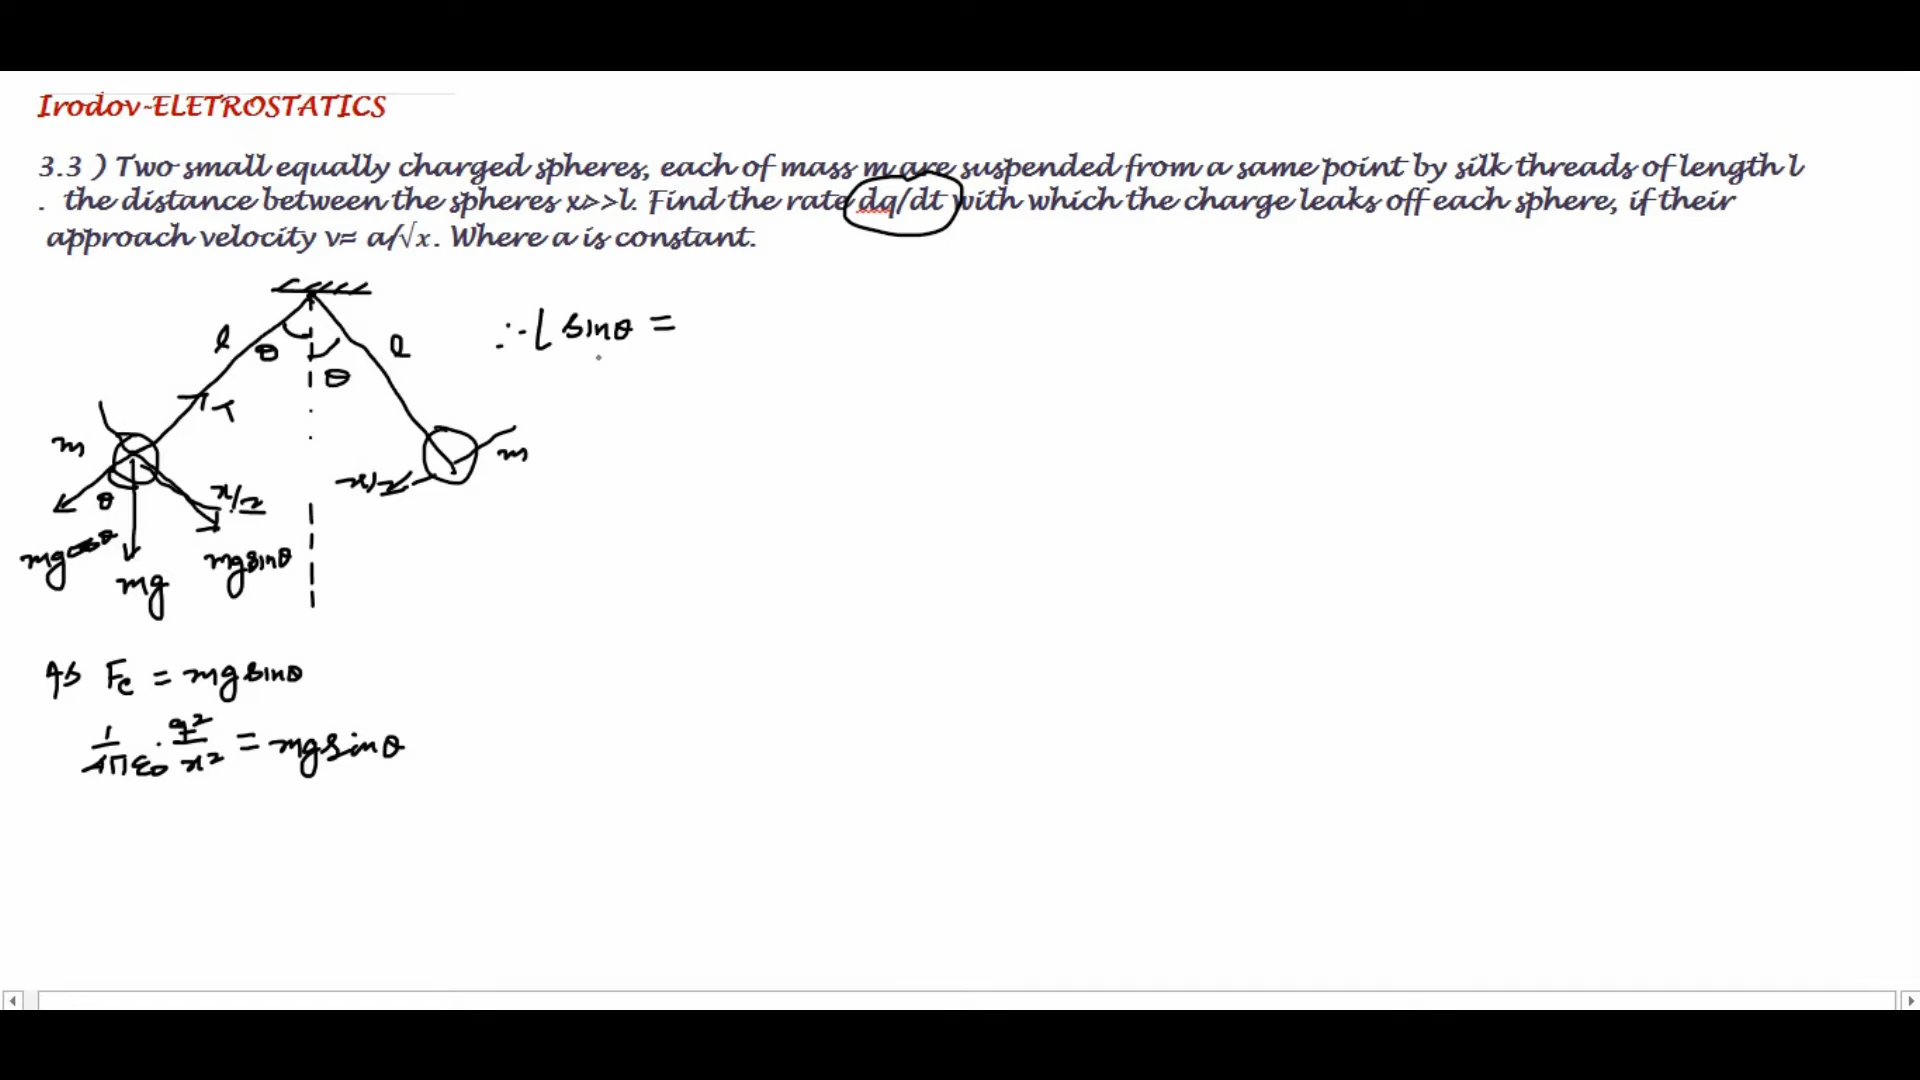 Irodov-ELETROSTATICS
3.3 ) Two small equally charged spheres, each of mass m are suspended from a same point by silk threads of length l
. the distance between the spheres x>>l. Find the rate dq/dt with which the charge leaks off each sphere, if their
approach velocity v= a/√x. Where a is constant.
∴ l sinθ =
l
θ
θ
l
T
m
m
x/2
x/2
θ
mg cosθ
mg
mg sinθ
As Fe = mg sinθ
1/4πε₀ . q²/x² = mg sinθ